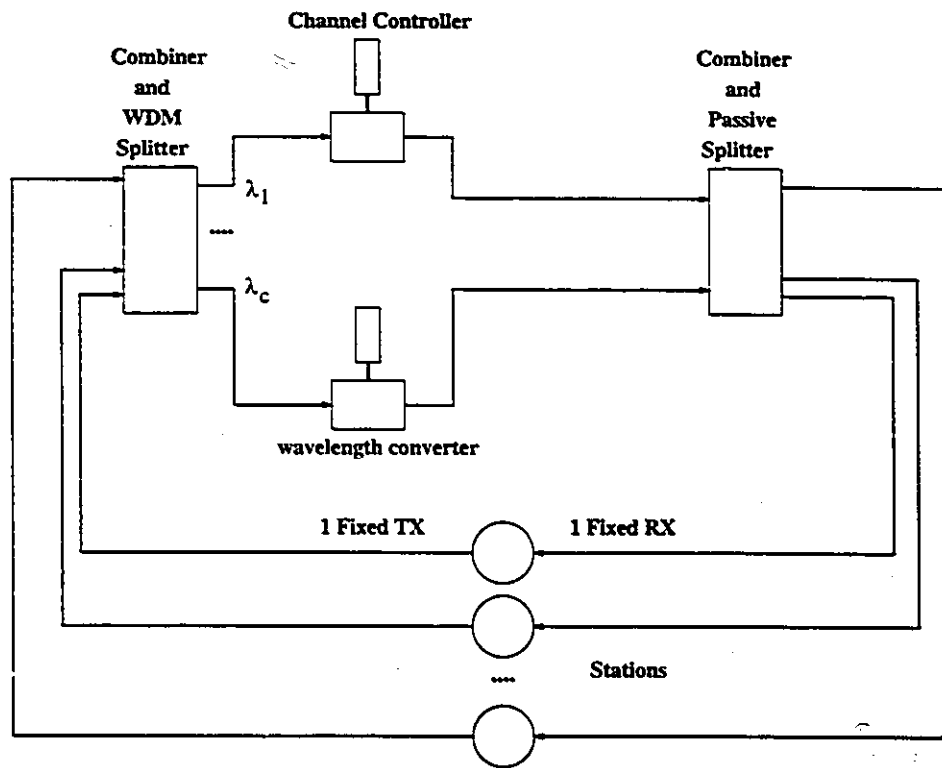 Channel Controller
Combiner
and
WDM
Splitter
Combiner
and
Passive
Splitter
λ1
....
λc
wavelength converter
1 Fixed TX
1 Fixed RX
Stations
....